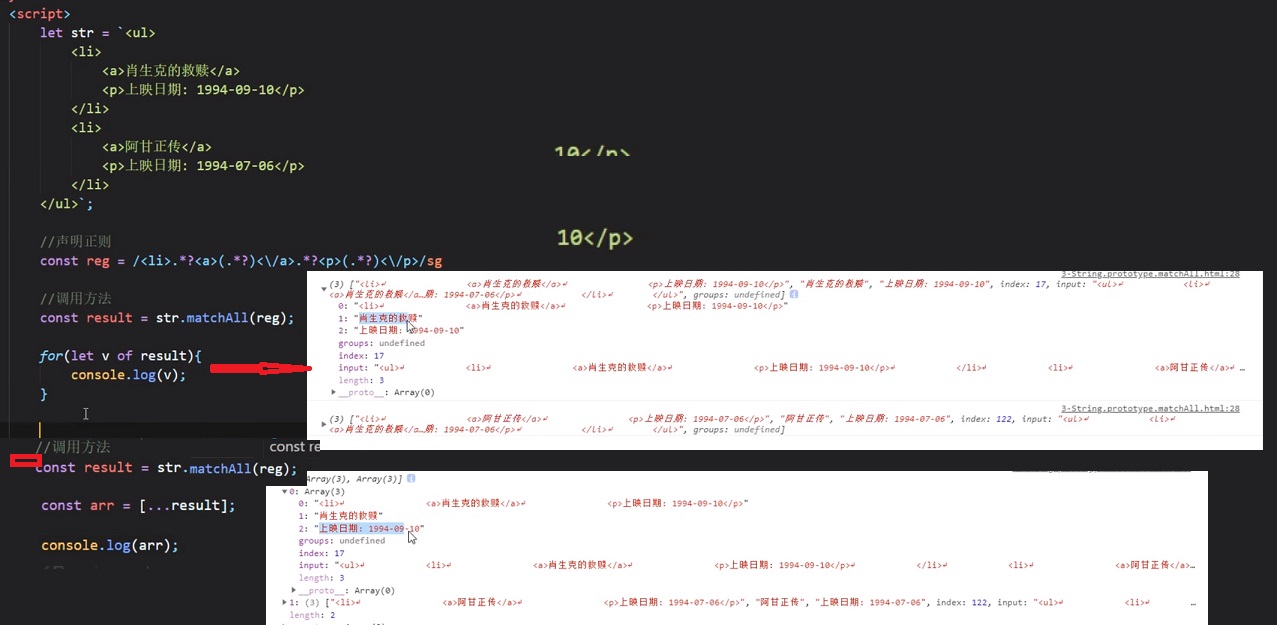 <script>
let str = `<ul>
<li>
<a>肖生克的救赎</a>
<p>上映日期: 1994-09-10</p>
</li>
<li>
<a>阿甘正传</a>
<p>上映日期: 1994-07-06</p>
</li>
</ul>`;
10</p>
10</p>
//声明正则
const reg = /<li>.*?<a>(.*?)<\/a>.*?<p>(.*?)<\/p>/sg
//调用方法
const result = str.matchAll(reg);
for(let v of result){
console.log(v);
}
3-String.prototype.matchAll.html:28
(3) ["<li>↵ <a>肖生克的救赎</a>↵ <p>上映日期: 1994-09-10</p>", "肖生克的救赎", "上映日期: 1994-09-10", index: 17, input: "<ul>↵ <li>↵
<a>肖生克的救赎</a…期: 1994-07-06</p>↵ </li>↵ </ul>", groups: undefined]
0: "<li>↵ <a>肖生克的救赎</a>↵ <p>上映日期: 1994-09-10</p>"
1: "肖生克的救赎"
2: "上映日期: 1994-09-10"
groups: undefined
index: 17
input: "<ul>↵ <li>↵ <a>肖生克的救赎</a>↵ <p>上映日期: 1994-09-10</p>↵ </li>↵ <li>↵ <a>阿甘正传</a>↵ …
length: 3
__proto__: Array(0)
3-String.prototype.matchAll.html:28
(3) ["<li>↵ <a>阿甘正传</a>↵ <p>上映日期: 1994-07-06</p>", "阿甘正传", "上映日期: 1994-07-06", index: 122, input: "<ul>↵ <li>↵
<a>肖生克的救赎</a…期: 1994-07-06</p>↵ </li>↵ </ul>", groups: undefined]
//调用方法
const re
const result = str.matchAll(reg);
const arr = [...result];
console.log(arr);
Array(3), Array(3)]
0: Array(3)
0: "<li>↵ <a>肖生克的救赎</a>↵ <p>上映日期: 1994-09-10</p>"
1: "肖生克的救赎"
2: "上映日期: 1994-09-10"
groups: undefined
index: 17
input: "<ul>↵ <li>↵ <a>肖生克的救赎</a>↵ <p>上映日期: 1994-09-10</p>↵ </li>↵ <li>↵ <a>阿甘正传</a>…
length: 3
__proto__: Array(0)
1: (3) ["<li>↵ <a>阿甘正传</a>↵ <p>上映日期: 1994-07-06</p>", "阿甘正传", "上映日期: 1994-07-06", index: 122, input: "<ul>↵ <li>↵ …
length: 2